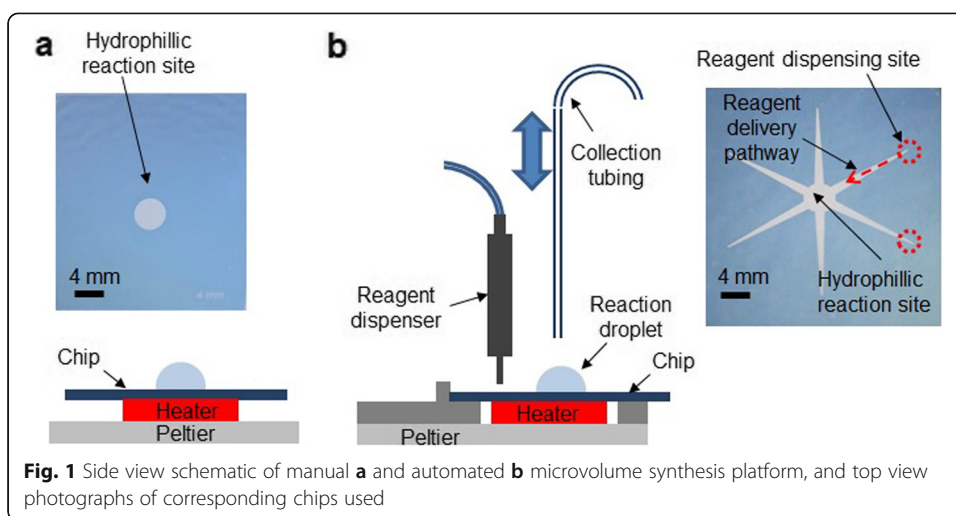 a
Hydrophillic
reaction site
4 mm
4 mm
Chip
Heater
Peltier
b
Collection
tubing
Reagent
dispenser
Reaction
droplet
Chip
Heater
Peltier
Reagent dispensing site
Reagent
delivery
pathway
4 mm
Hydrophillic
reaction site
Fig. 1 Side view schematic of manual a and automated b microvolume synthesis platform, and top view
photographs of corresponding chips used